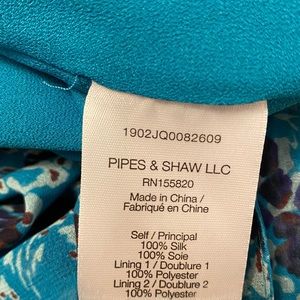 1902JQ0082609
PIPES & SHAW LLC
RN155820
Made in China /
Fabriqué en Chine
Self / Principal
100% Silk
100% Soie
Lining 1 / Doublure 1
100% Polyester
Lining 2 / Doublure 2
100% Polyester